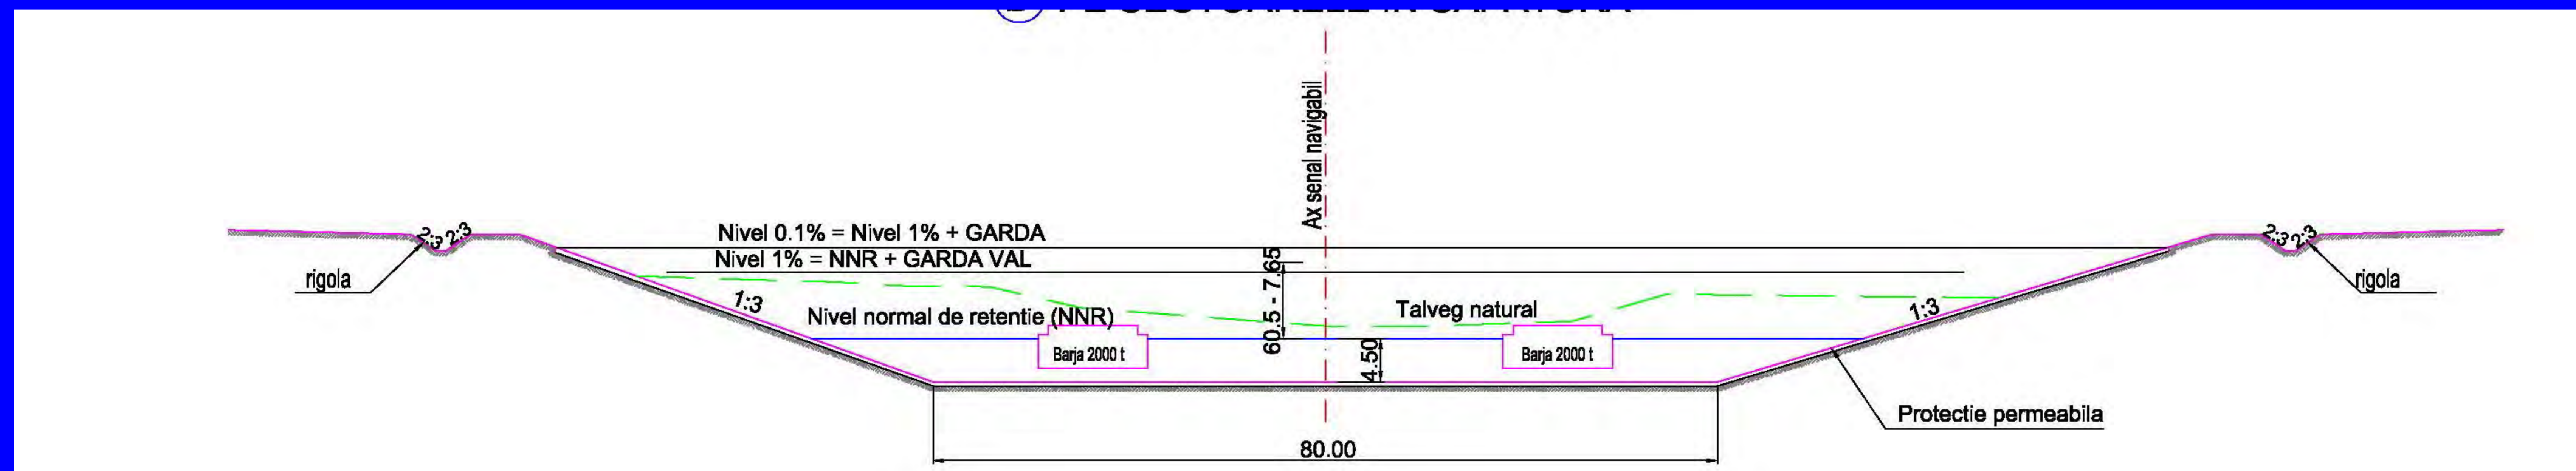 Ax senal navigabil
Nivel 0.1% = Nivel 1% + GARDA
Nivel 1% = NNR + GARDA VAL
2:3
2:3
2:3
2:3
rigola
rigola
60.5 - 7.65
1:3
1:3
Nivel normal de retentie (NNR)
Talveg natural
Barja 2000 t
Barja 2000 t
4.50
Protectie permeabila
80.00